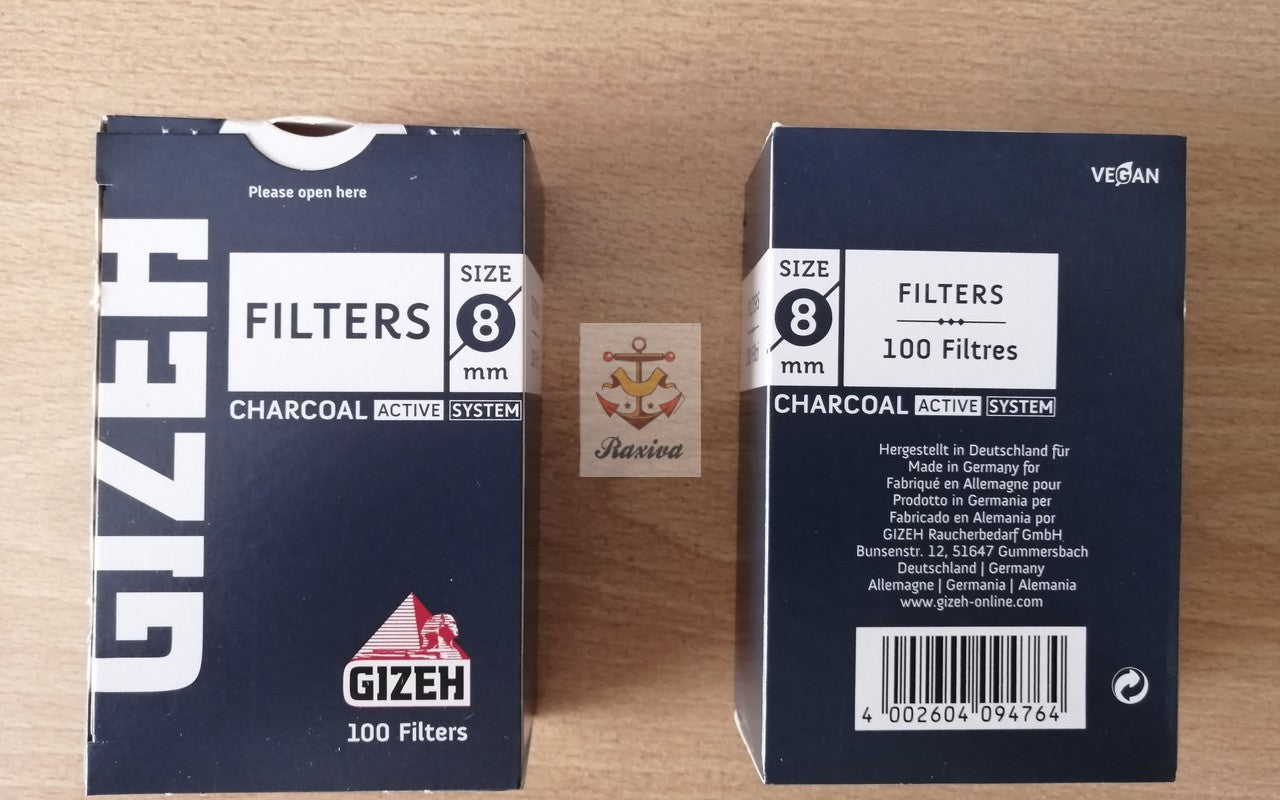 Please open here
GIZEH
FILTERS
SIZE
8
mm
CHARCOAL ACTIVE SYSTEM
GIZEH
100 Filters
Raxiva
VEGAN
SIZE
8
mm
FILTERS
100 Filtres
CHARCOAL ACTIVE SYSTEM
Hergestellt in Deutschland für
Made in Germany for
Fabriqué en Allemagne pour
Prodotto in Germania per
Fabricado en Alemania por
GIZEH Raucherbedarf GmbH
Bunsenstr. 12, 51647 Gummersbach
Deutschland | Germany
Allemagne | Germania | Alemania
www.gizeh-online.com
4 002604 094764